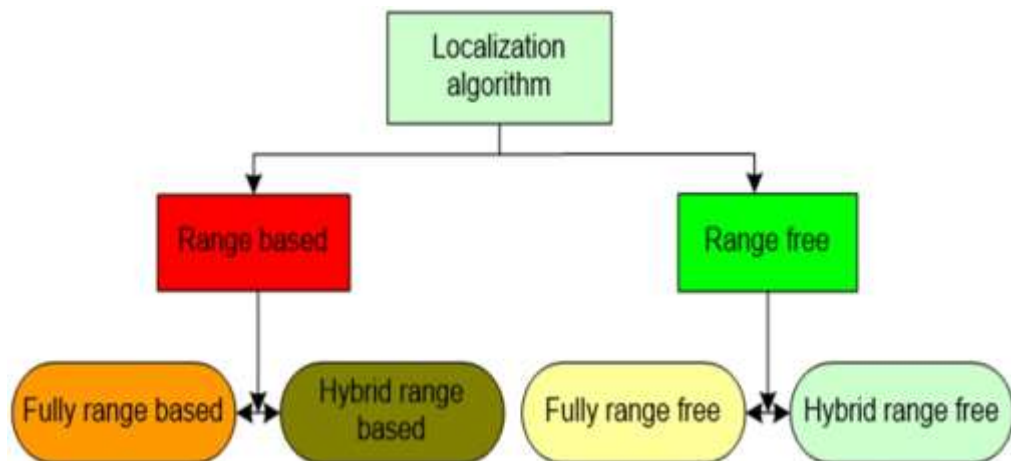 Localization
algorithm
Range based
Range free
Fully range based
Hybrid range
based
Fully range free
Hybrid range free